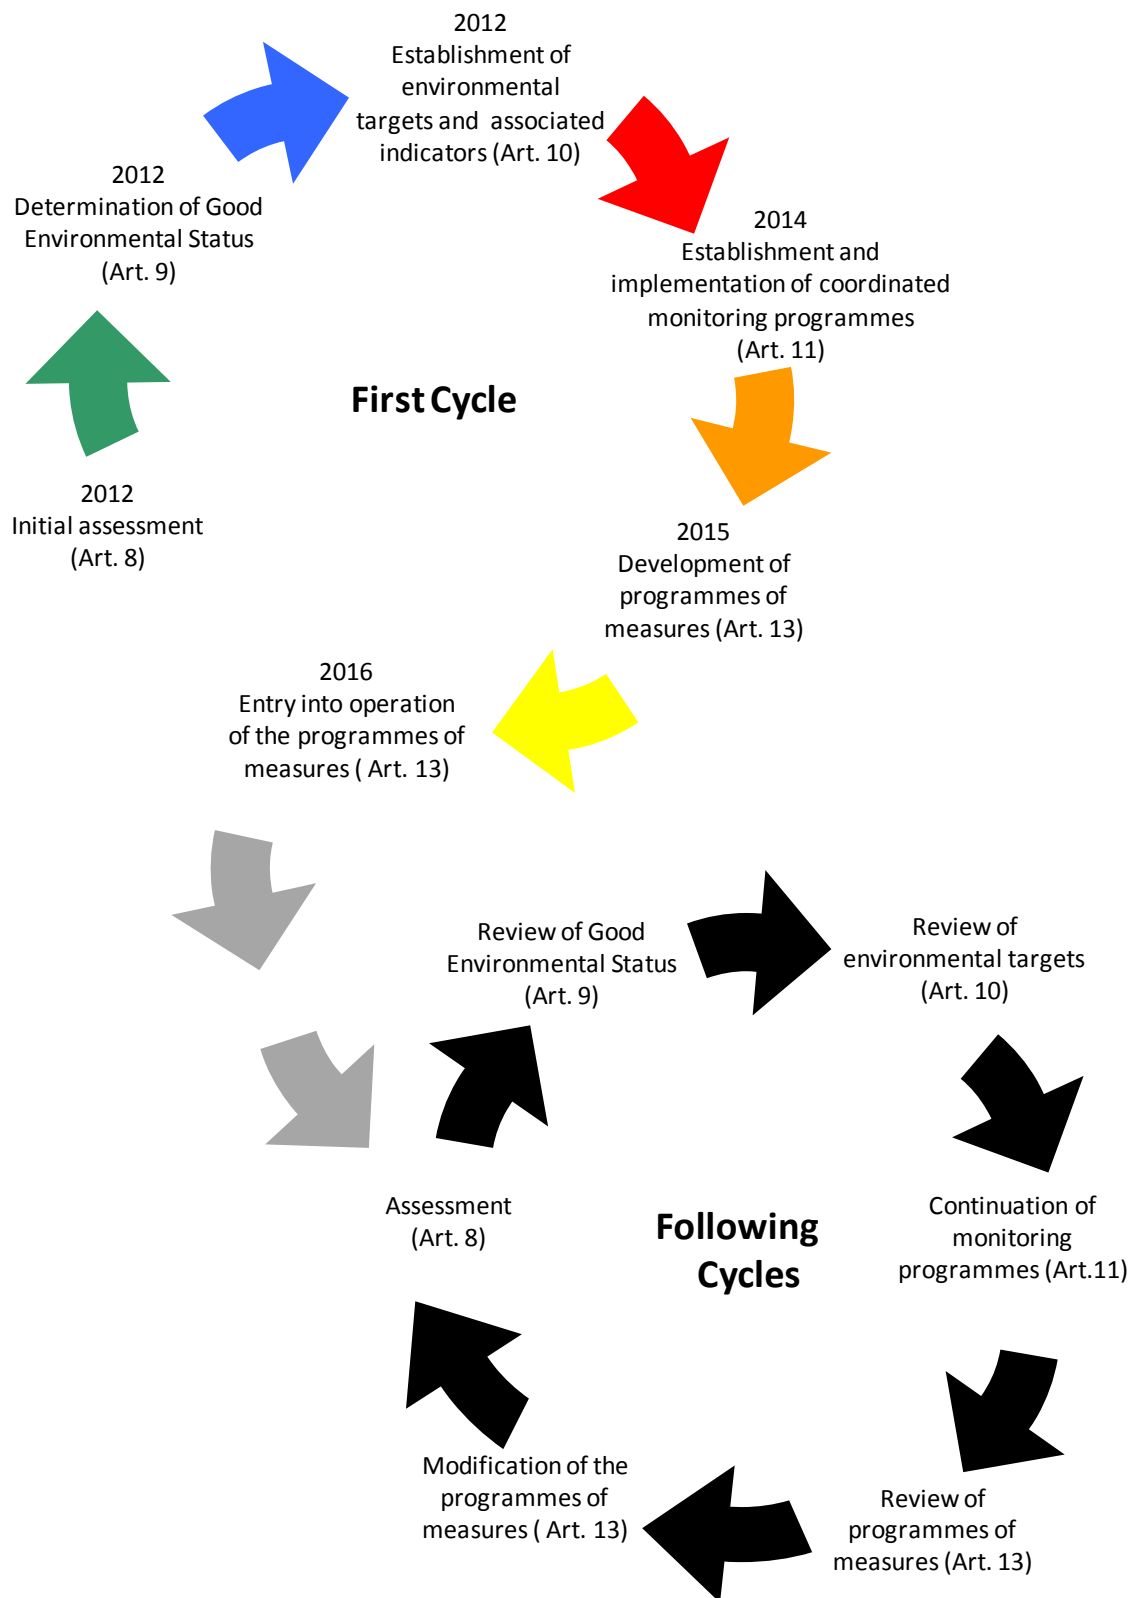 2012
Establishment of
environmental
targets and associated
indicators (Art. 10)
2012
Determination of Good
Environmental Status
(Art. 9)
2014
Establishment and
implementation of coordinated
monitoring programmes
(Art. 11)
First Cycle
2012
Initial assessment
(Art. 8)
2015
Development of
programmes of
measures (Art. 13)
2016
Entry into operation
of the programmes of
measures ( Art. 13)
Review of Good
Environmental Status
(Art. 9)
Review of
environmental targets
(Art. 10)
Assessment
(Art. 8)
Following
Cycles
Continuation of
monitoring
programmes (Art.11)
Modification of the
programmes of
measures ( Art. 13)
Review of
programmes of
measures (Art. 13)